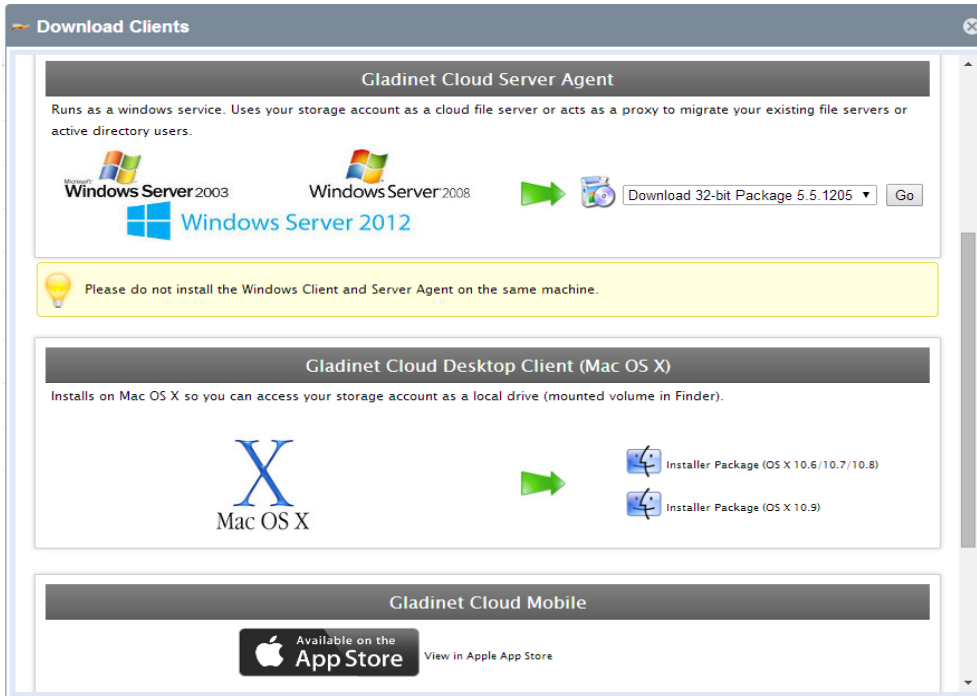 Download Clients
Gladinet Cloud Server Agent
Runs as a windows service. Uses your storage account as a cloud file server or acts as a proxy to migrate your existing file servers or
active directory users.
Microsoft
Windows Server 2003
Windows Server 2008
Download 32-bit Package 5.5.1205
Go
Windows Server 2012
Please do not install the Windows Client and Server Agent on the same machine.
Gladinet Cloud Desktop Client (Mac OS X)
Installs on Mac OS X so you can access your storage account as a local drive (mounted volume in Finder).
X
Mac OS X
Installer Package (OS X 10.6/10.7/10.8)
Installer Package (OS X 10.9)
Gladinet Cloud Mobile
Available on the
App Store
View in Apple App Store